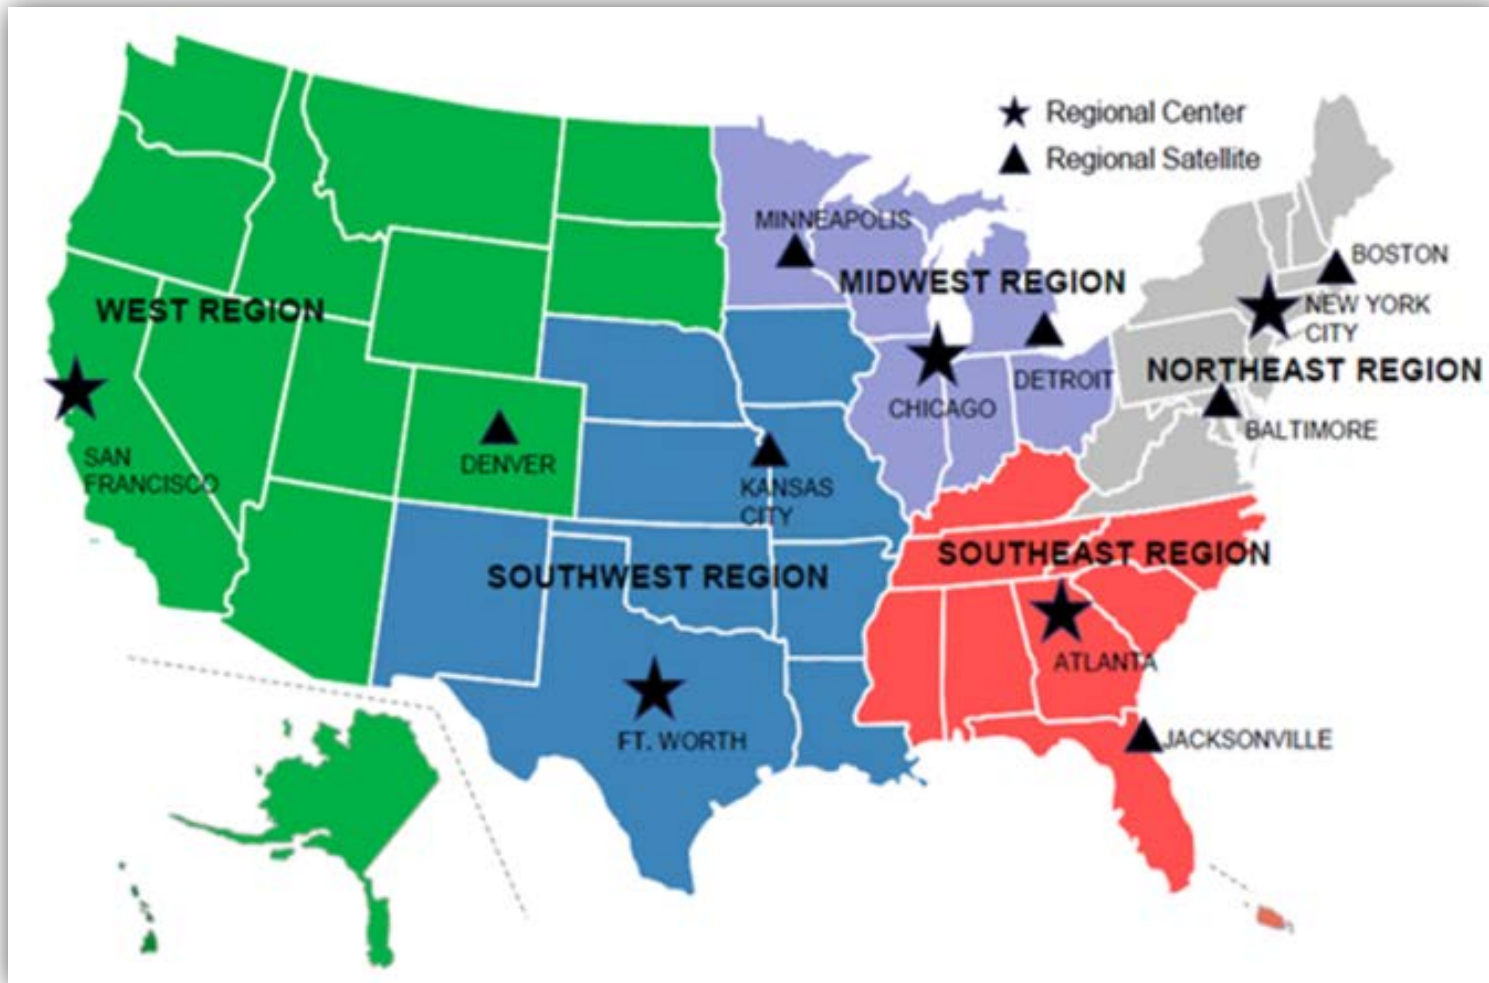 Regional Center
Regional Satellite
MINNEAPOLIS
BOSTON
MIDWEST REGION
WEST REGION
NEW YORK
CITY
NORTHEAST REGION
DETROIT
CHICAGO
BALTIMORE
SAN
FRANCISCO
DENVER
KANSAS
CITY
SOUTHEAST REGION
SOUTHWEST REGION
ATLANTA
FT. WORTH
JACKSONVILLE